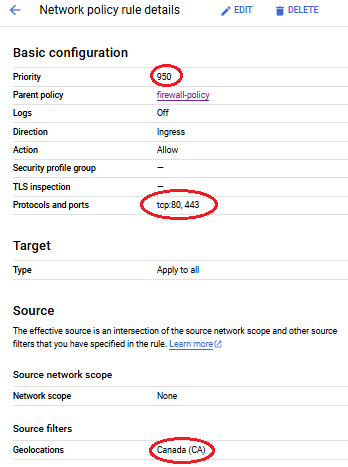 Network policy rule details EDIT DELETE
Basic configuration
Priority 950
Parent policy firewall-policy
Logs Off
Direction Ingress
Action Allow
Security profile group —
TLS inspection —
Protocols and ports tcp:80, 443
Target
Type Apply to all
Source
The effective source is an intersection of the source network scope and other source
filters that you have specified in the rule. Learn more
Source network scope
Network scope None
Source filters
Geolocations Canada (CA)